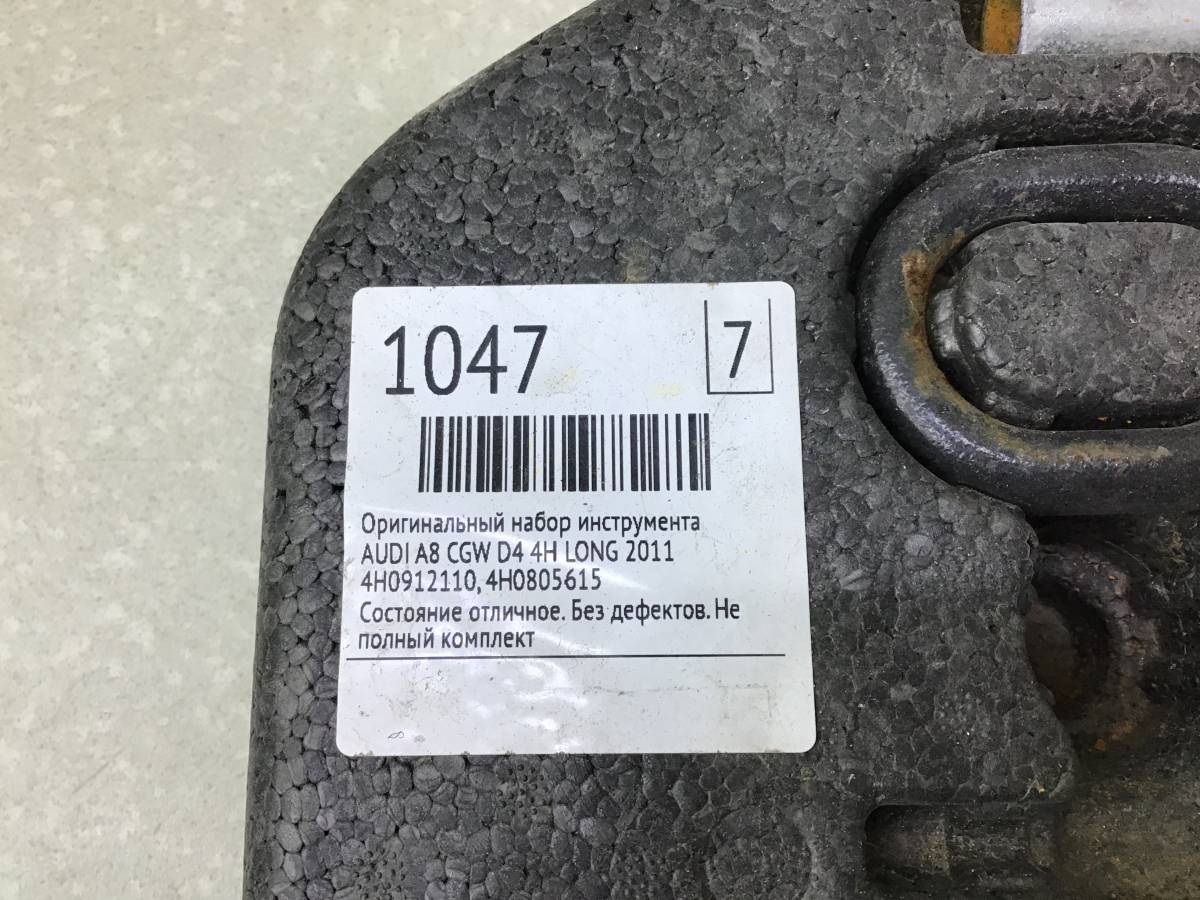 1047
7
Оригинальный набор инструмента
AUDI A8 CGW D4 4H LONG 2011
4H0912110, 4H0805615
Состояние отличное. Без дефектов. Не
полный комплект